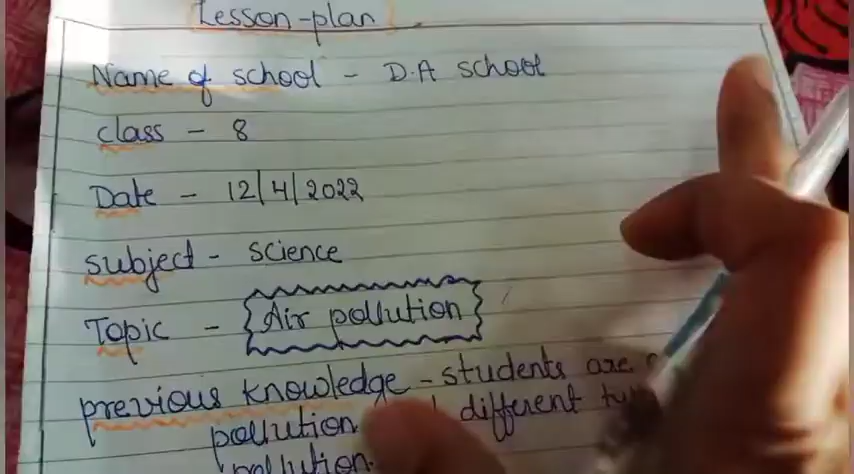 Lesson-plan
Name of school - D.A school
class - 8
Date - 12/4/2022
subject - science
Topic - Air pollution
previous knowledge - students are
pollution. different
pollution.